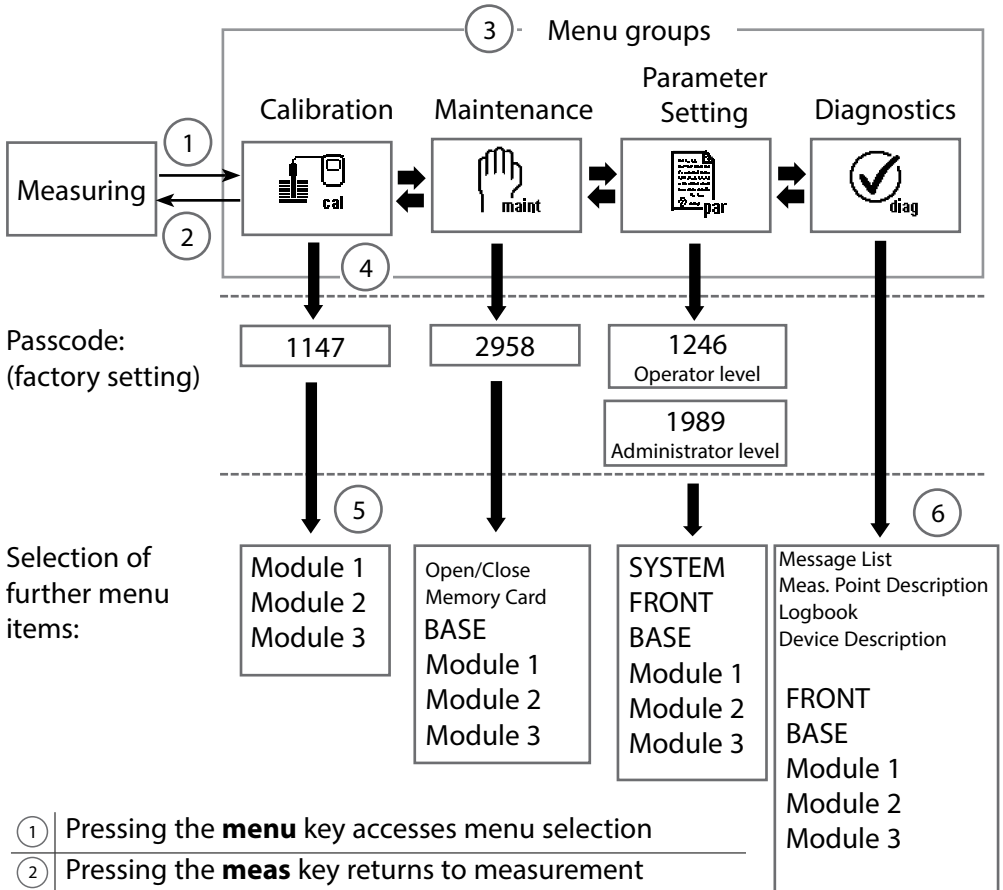 3 Menu groups
Calibration
Maintenance
Parameter
Setting
Diagnostics
Measuring
1
2
cal
maint
par
diag
4
Passcode:
(factory setting)
1147
2958
1246
Operator level
1989
Administrator level
5
6
Selection of
further menu
items:
Module 1
Module 2
Module 3
Open/Close
Memory Card
BASE
Module 1
Module 2
Module 3
SYSTEM
FRONT
BASE
Module 1
Module 2
Module 3
Message List
Meas. Point Description
Logbook
Device Description
FRONT
BASE
Module 1
Module 2
Module 3
1 Pressing the menu key accesses menu selection
2 Pressing the meas key returns to measurement